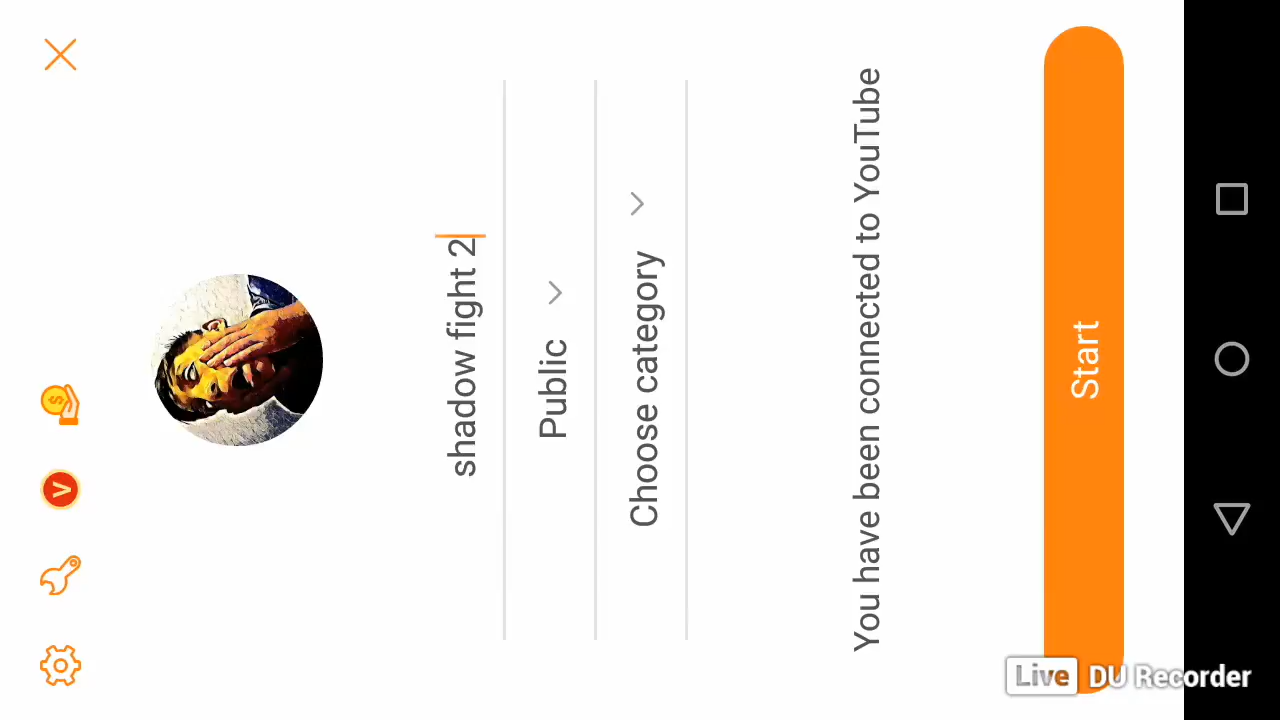 shadow fight 2
Public
Choose category
You have been connected to YouTube
Start
Live DU Recorder